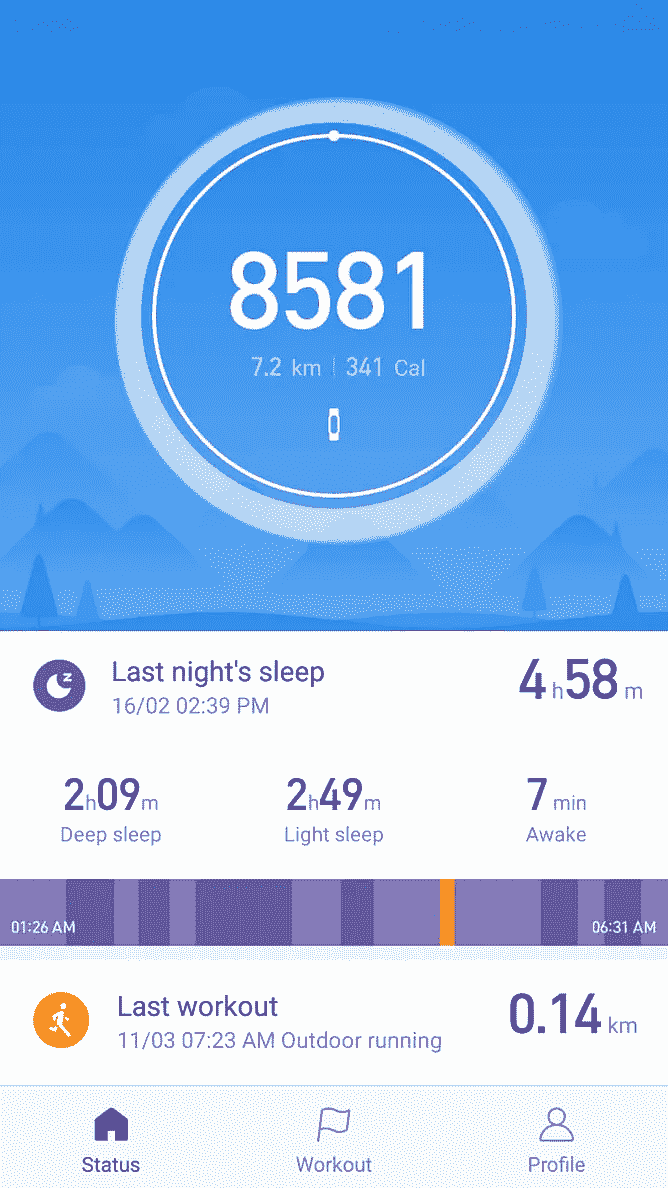 8581
7.2 km | 341 Cal
Last night's sleep
4 h 58 m
16/02 02:39 PM
2h09m 2h49m 7 min
Deep sleep Light sleep Awake
01:26 AM 06:31 AM
Last workout
0.14 km
11/03 07:23 AM Outdoor running
Status Workout Profile